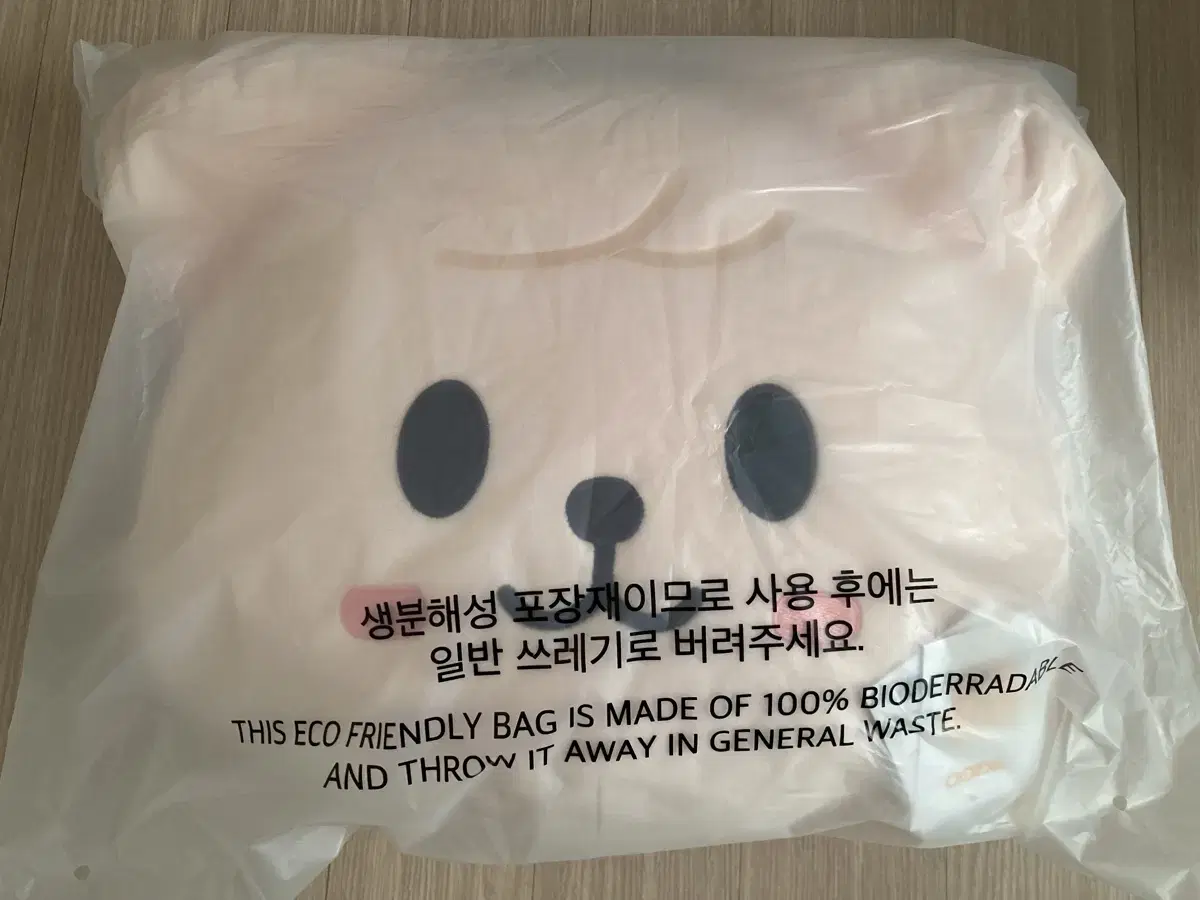 생분해성 포장재이므로 사용 후에는
일반 쓰레기로 버려주세요.
THIS ECO FRIENDLY BAG IS MADE OF 100% BIODERRADABLE
AND THROW IT AWAY IN GENERAL WASTE.